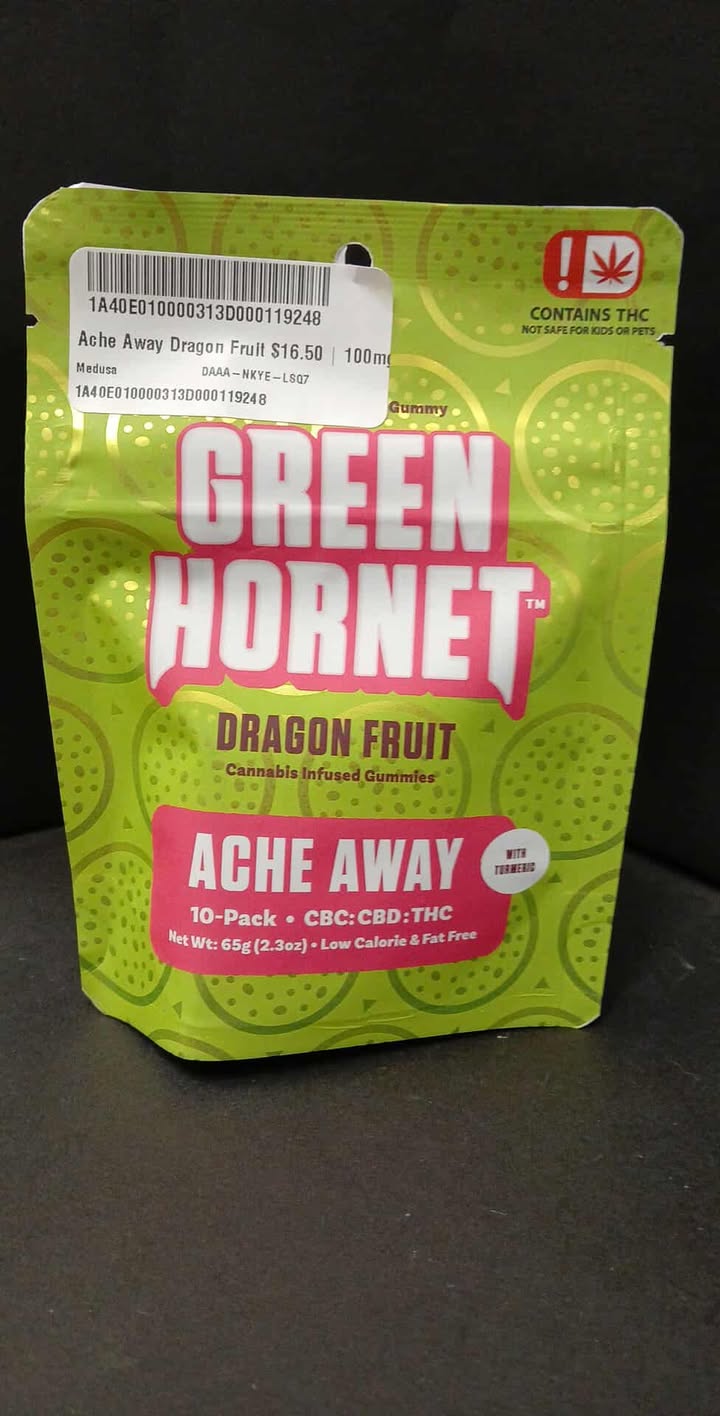 1A40E010000313D000119248
Ache Away Dragon Fruit $16.50 | 100mg
Medusa DAAA-NKYE-LSQ7
1A40E010000313D000119248
CONTAINS THC
NOT SAFE FOR KIDS OR PETS
Gummy
GREEN
HORNET™
DRAGON FRUIT
Cannabis Infused Gummies
ACHE AWAY
WITH
TURMERIC
10-Pack • CBC:CBD:THC
Net Wt: 65g (2.3oz) • Low Calorie & Fat Free